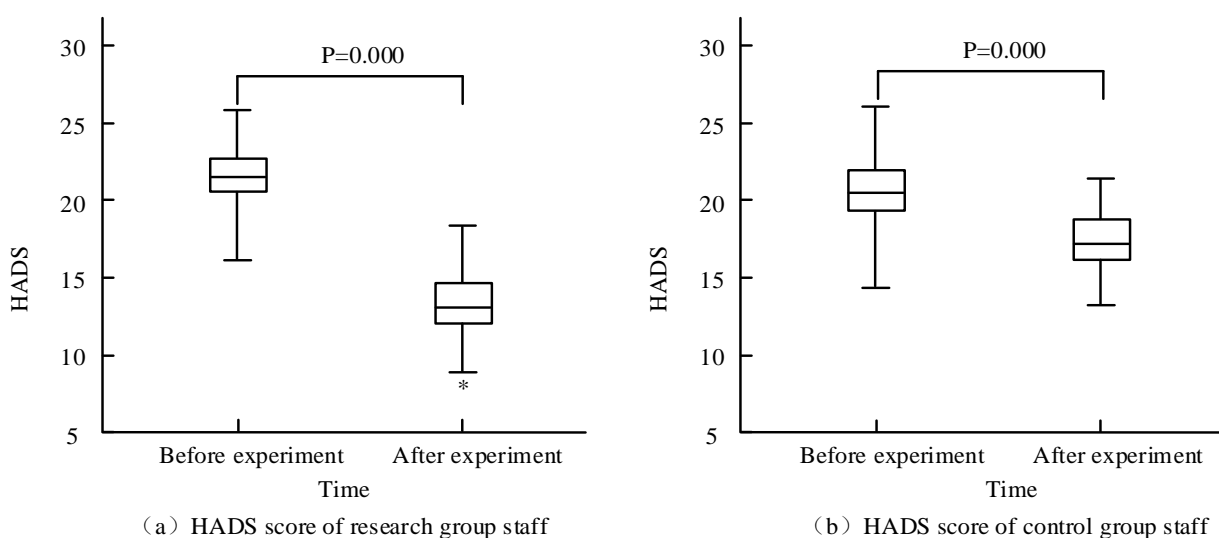 30
25
20
15
10
5
HADS
P=0.000
*
Before experiment
After experiment
Time
（a）HADS score of research group staff
30
25
20
15
10
5
HADS
P=0.000
Before experiment
After experiment
Time
（b）HADS score of control group staff